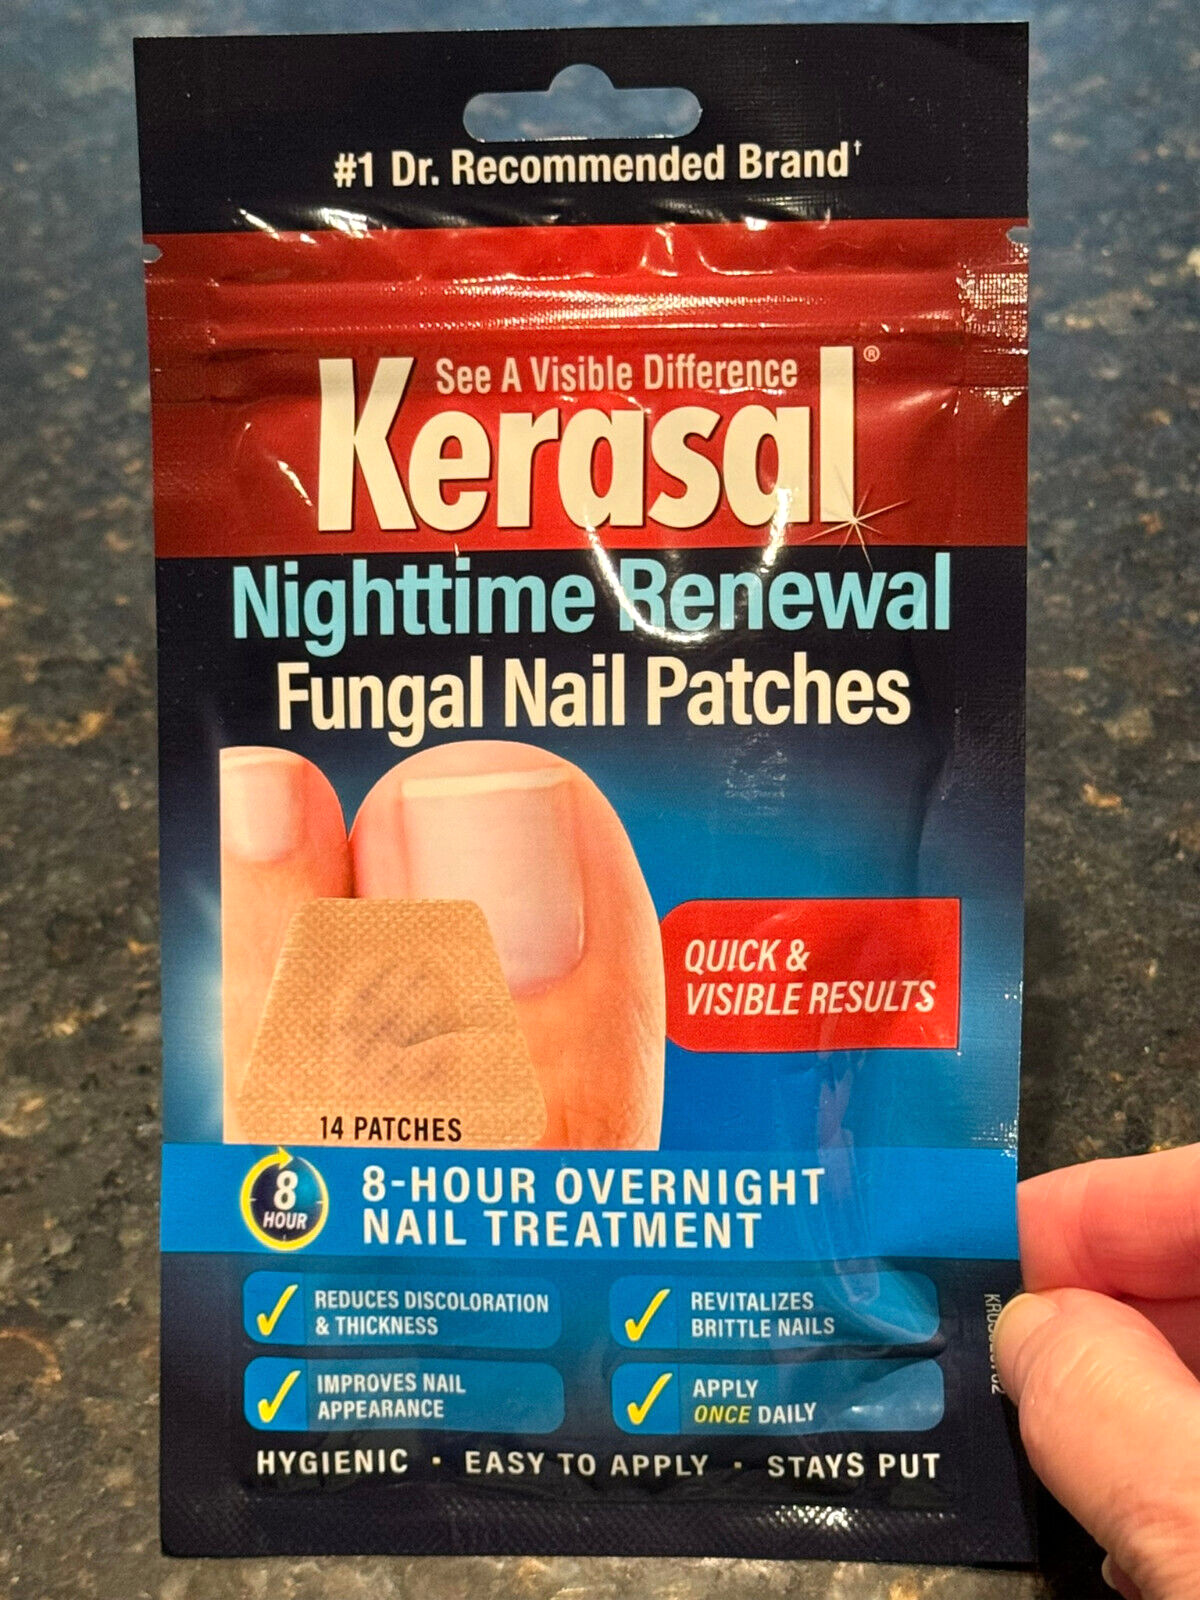 #1 Dr. Recommended Brand†
See A Visible Difference
Kerasal®
Nighttime Renewal
Fungal Nail Patches
QUICK &
VISIBLE RESULTS
14 PATCHES
8
HOUR
8-HOUR OVERNIGHT
NAIL TREATMENT
REDUCES DISCOLORATION
& THICKNESS
REVITALIZES
BRITTLE NAILS
IMPROVES NAIL
APPEARANCE
APPLY
ONCE DAILY
HYGIENIC · EASY TO APPLY · STAYS PUT